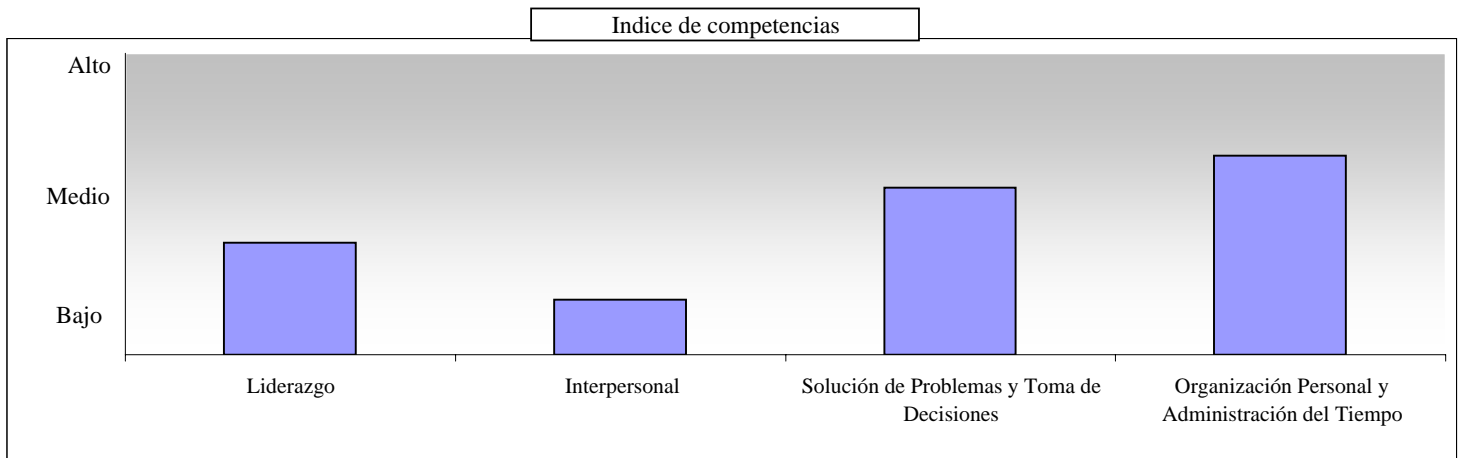 Indice de competencias
Alto
Medio
Bajo
Liderazgo
Interpersonal
Solución de Problemas y Toma de
Decisiones
Organización Personal y
Administración del Tiempo